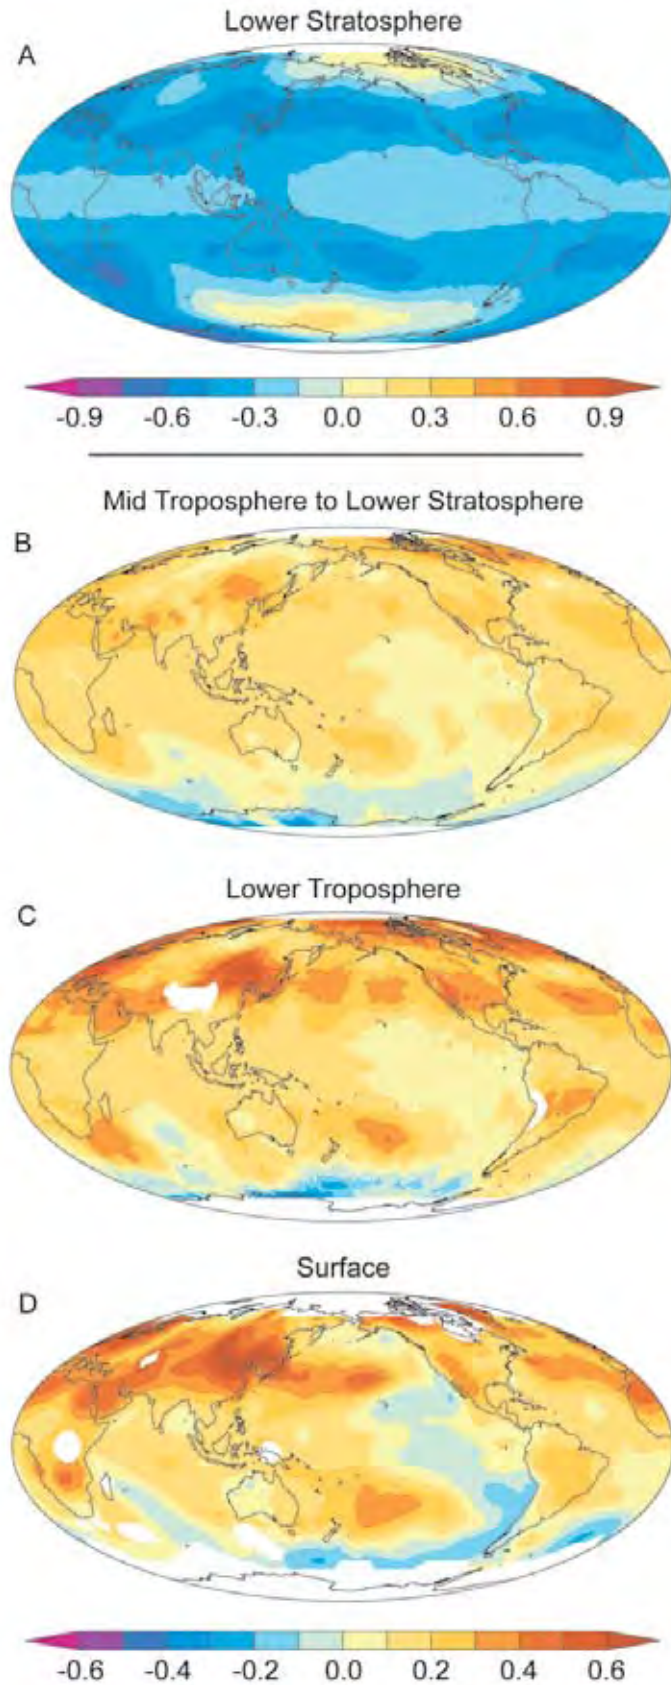 Lower Stratosphere
A
-0.9 -0.6 -0.3 0.0 0.3 0.6 0.9
Mid Troposphere to Lower Stratosphere
B
Lower Troposphere
C
Surface
D
-0.6 -0.4 -0.2 0.0 0.2 0.4 0.6